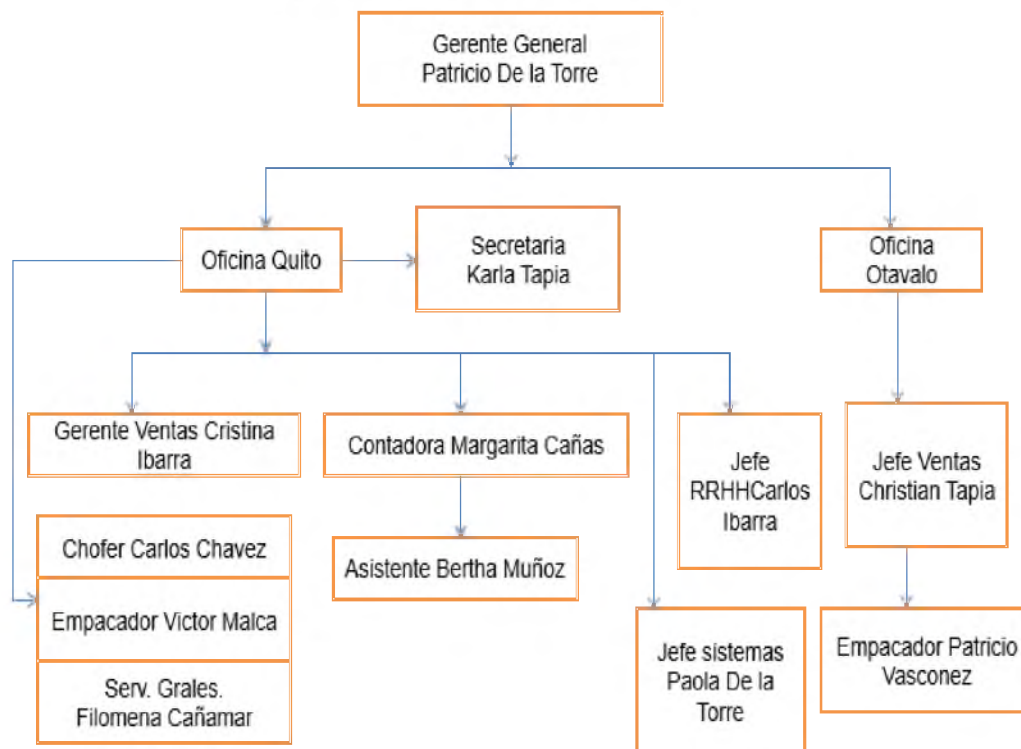 Gerente General
Patricio De la Torre
Oficina Quito
Secretaria
Karla Tapia
Oficina
Otavalo
Gerente Ventas Cristina
Ibarra
Contadora Margarita Cañas
Jefe
RRHHCarlos
Ibarra
Jefe Ventas
Christian Tapia
Chofer Carlos Chavez
Empacador Victor Malca
Serv. Grales.
Filomena Cañamar
Asistente Bertha Muñoz
Jefe sistemas
Paola De la
Torre
Empacador Patricio
Vasconez